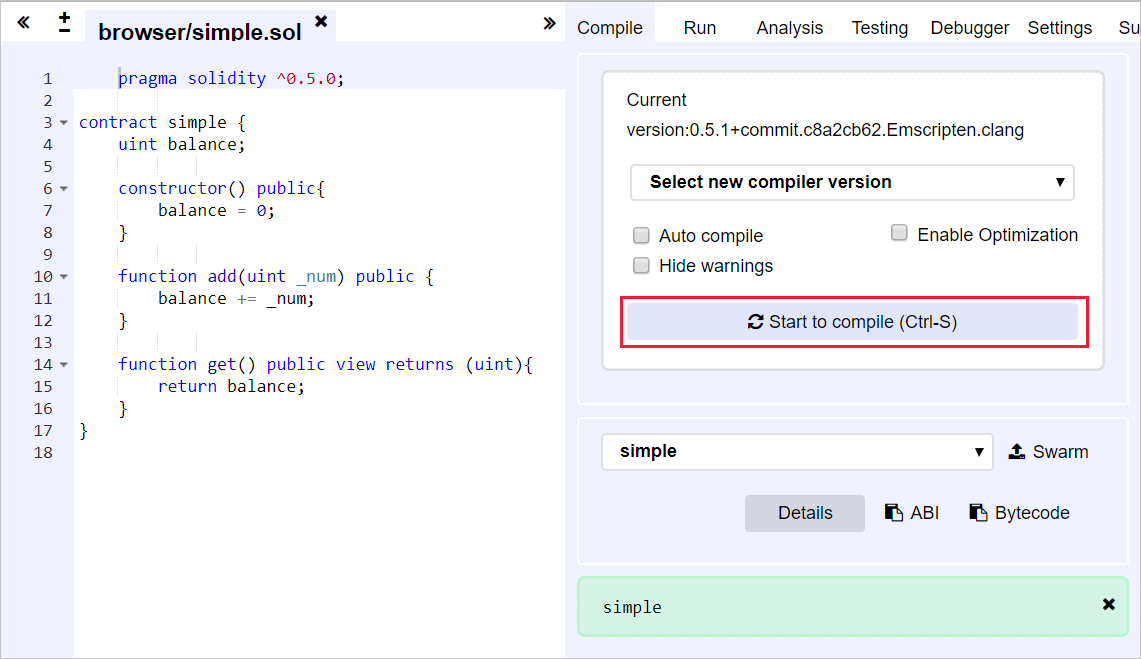 browser/simple.sol
1 pragma solidity ^0.5.0;
2
3 contract simple {
4 uint balance;
5
6 constructor() public{
7 balance = 0;
8 }
9
10 function add(uint _num) public {
11 balance += _num;
12 }
13
14 function get() public view returns (uint){
15 return balance;
16 }
17 }
18
Compile Run Analysis Testing Debugger Settings Su
Current
version:0.5.1+commit.c8a2cb62.Emscripten.clang
Select new compiler version
Auto compile Enable Optimization
Hide warnings
Start to compile (Ctrl-S)
simple Swarm
Details ABI Bytecode
simple